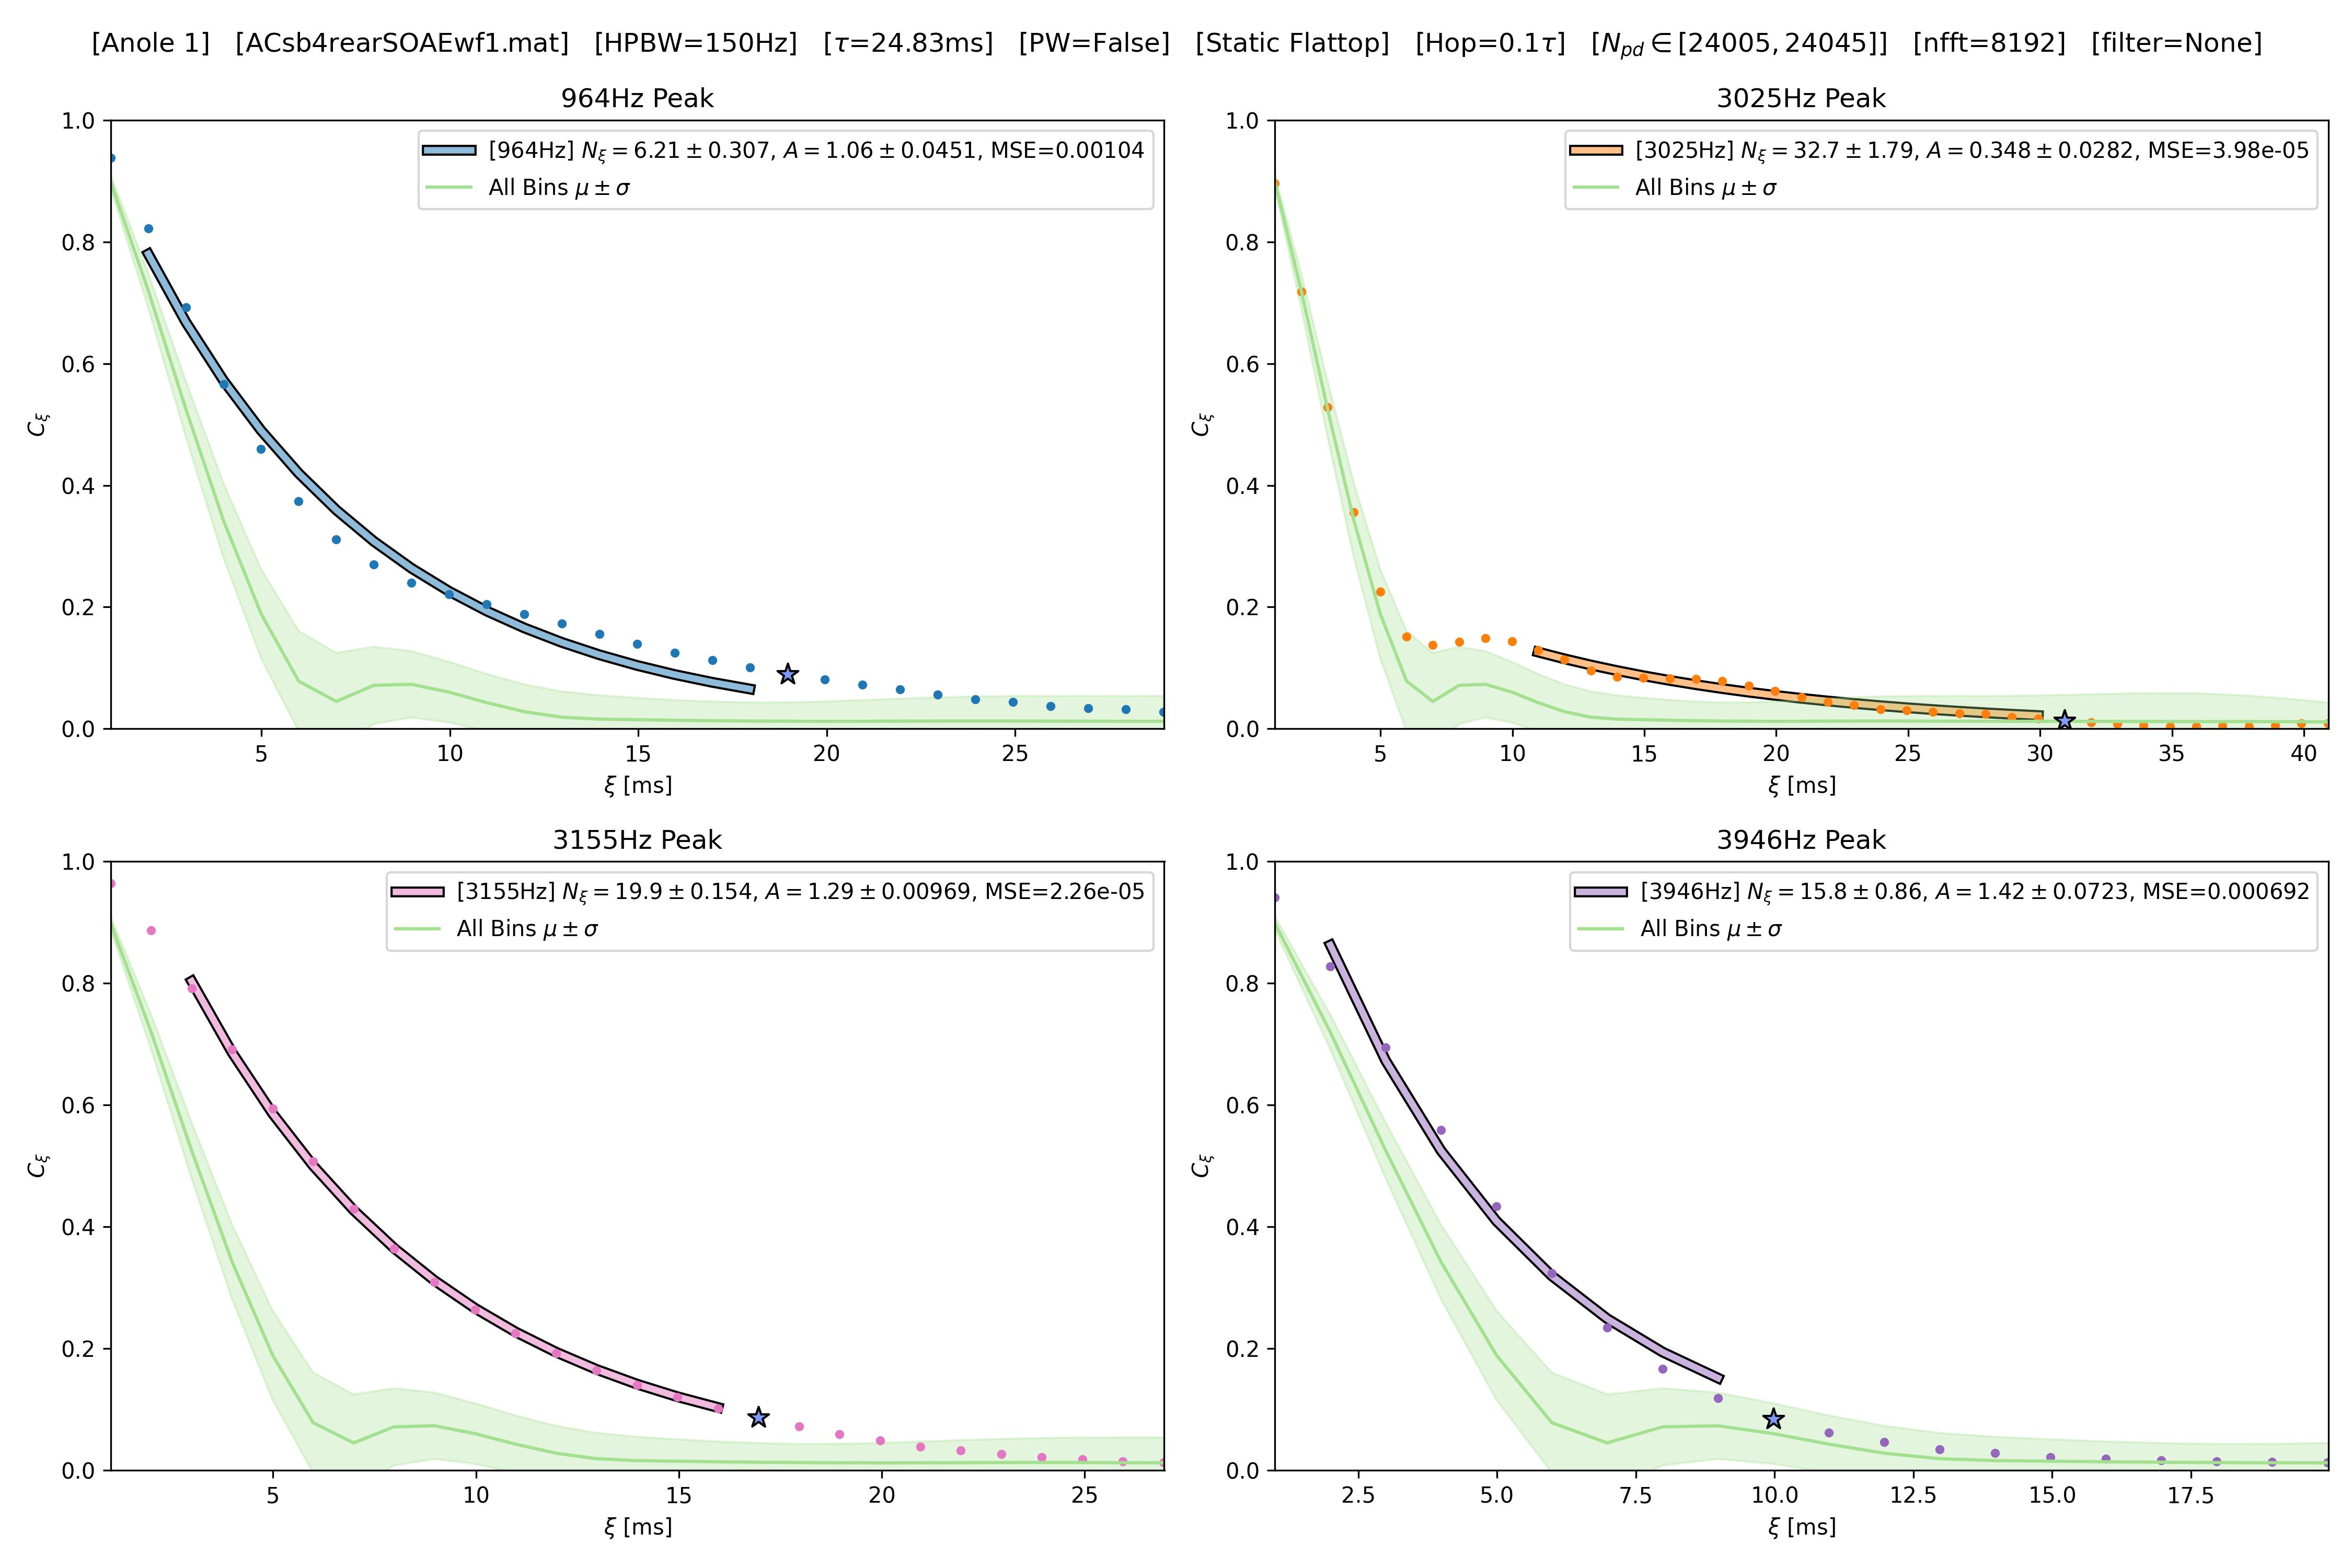 [Anole 1] [ACsb4rearSOAEwf1.mat] [HPBW=150Hz] [τ=24.83ms] [PW=False] [Static Flattop] [Hop=0.1τ] [N_pd ∈ [24005, 24045]] [nfft=8192] [filter=None]
964Hz Peak
[964Hz] N_ξ = 6.21 ± 0.307, A = 1.06 ± 0.0451, MSE=0.00104
All Bins μ ± σ
1.0
0.8
0.6
0.4
0.2
0.0
C_ξ
5 10 15 20 25
ξ [ms]
3025Hz Peak
[3025Hz] N_ξ = 32.7 ± 1.79, A = 0.348 ± 0.0282, MSE=3.98e-05
All Bins μ ± σ
1.0
0.8
0.6
0.4
0.2
0.0
C_ξ
5 10 15 20 25 30 35 40
ξ [ms]
3155Hz Peak
[3155Hz] N_ξ = 19.9 ± 0.154, A = 1.29 ± 0.00969, MSE=2.26e-05
All Bins μ ± σ
1.0
0.8
0.6
0.4
0.2
0.0
C_ξ
5 10 15 20 25
ξ [ms]
3946Hz Peak
[3946Hz] N_ξ = 15.8 ± 0.86, A = 1.42 ± 0.0723, MSE=0.000692
All Bins μ ± σ
1.0
0.8
0.6
0.4
0.2
0.0
C_ξ
2.5 5.0 7.5 10.0 12.5 15.0 17.5
ξ [ms]